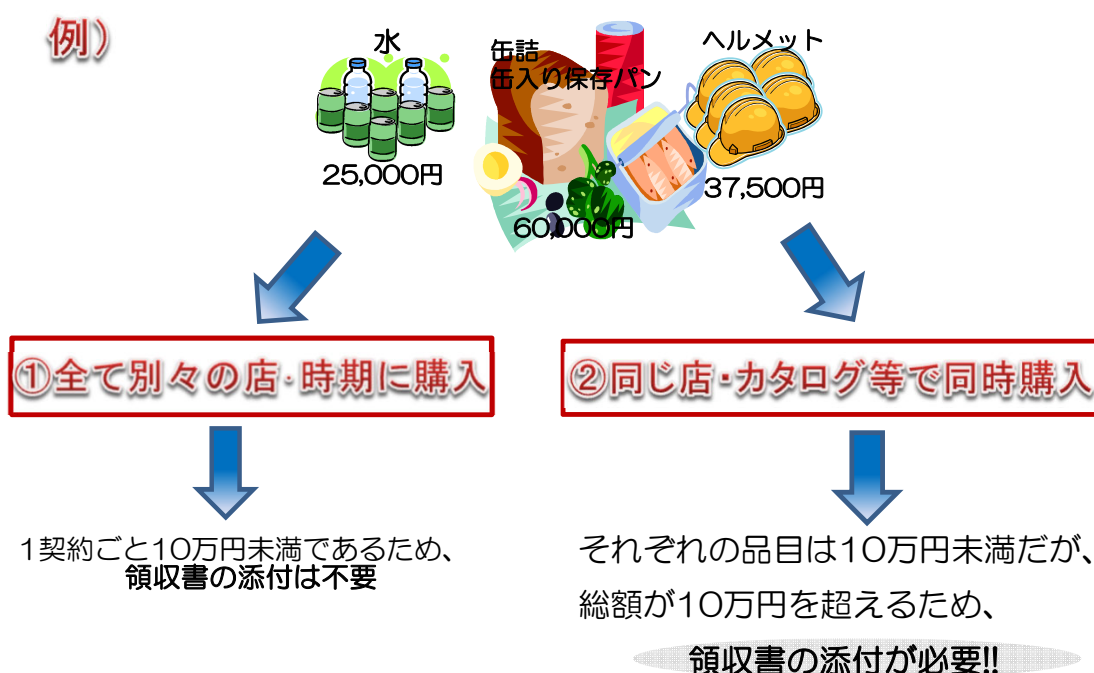 例）
水
缶詰
缶入り保存パン
ヘルメット
25,000円
60,000円
37,500円
①全て別々の店・時期に購入
②同じ店・カタログ等で同時購入
1契約ごと10万円未満であるため、
領収書の添付は不要
それぞれの品目は10万円未満だが、
総額が10万円を超えるため、
領収書の添付が必要!!